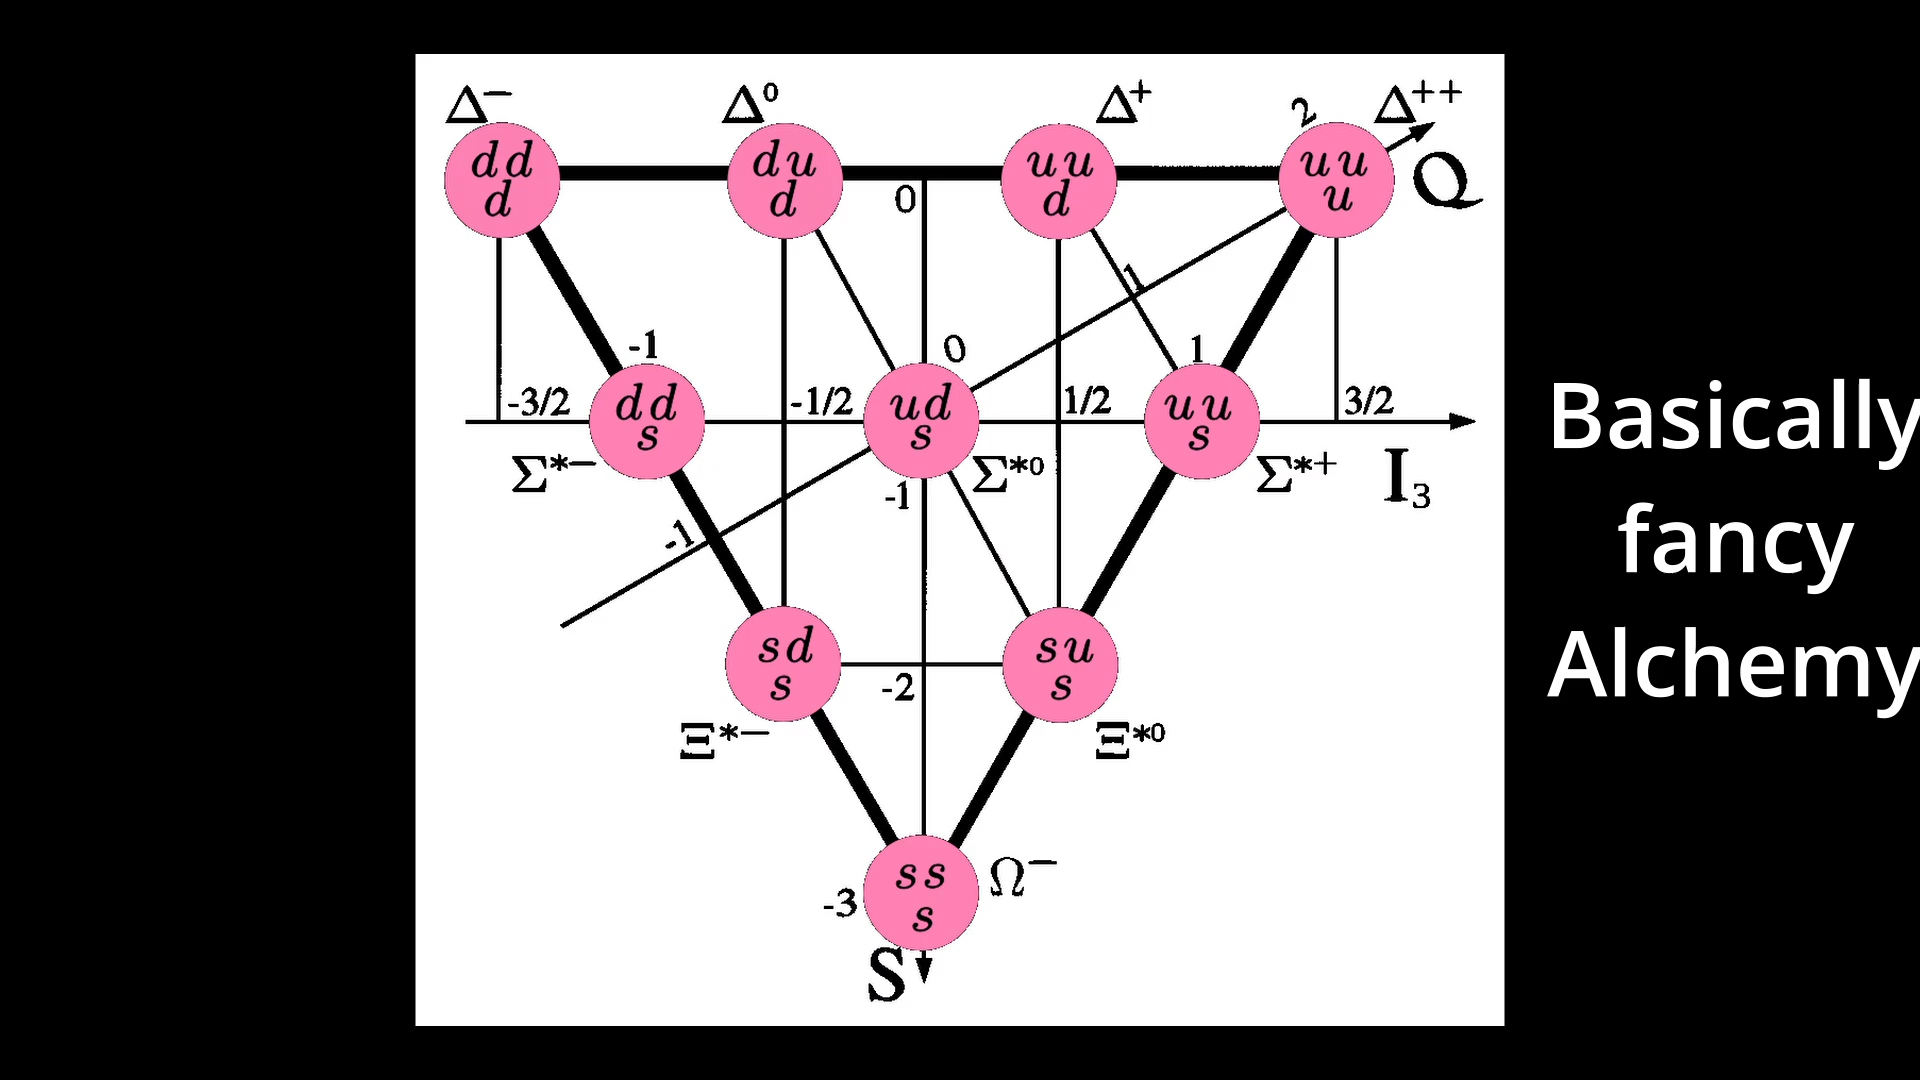 Δ⁻ Δ⁰ Δ⁺ 2 Δ⁺⁺
d d d u u u u u
d d d u
Q
0
1
-1 0 1
-3/2 -1/2 1/2 3/2
d d u d u u
s s s
Σ*⁻ Σ*⁰ Σ*⁺ I₃
-1
-1
s d s u
s s
-2
Ξ*⁻ Ξ*⁰
s s
s
-3 Ω⁻
S
Basically
fancy
Alchemy